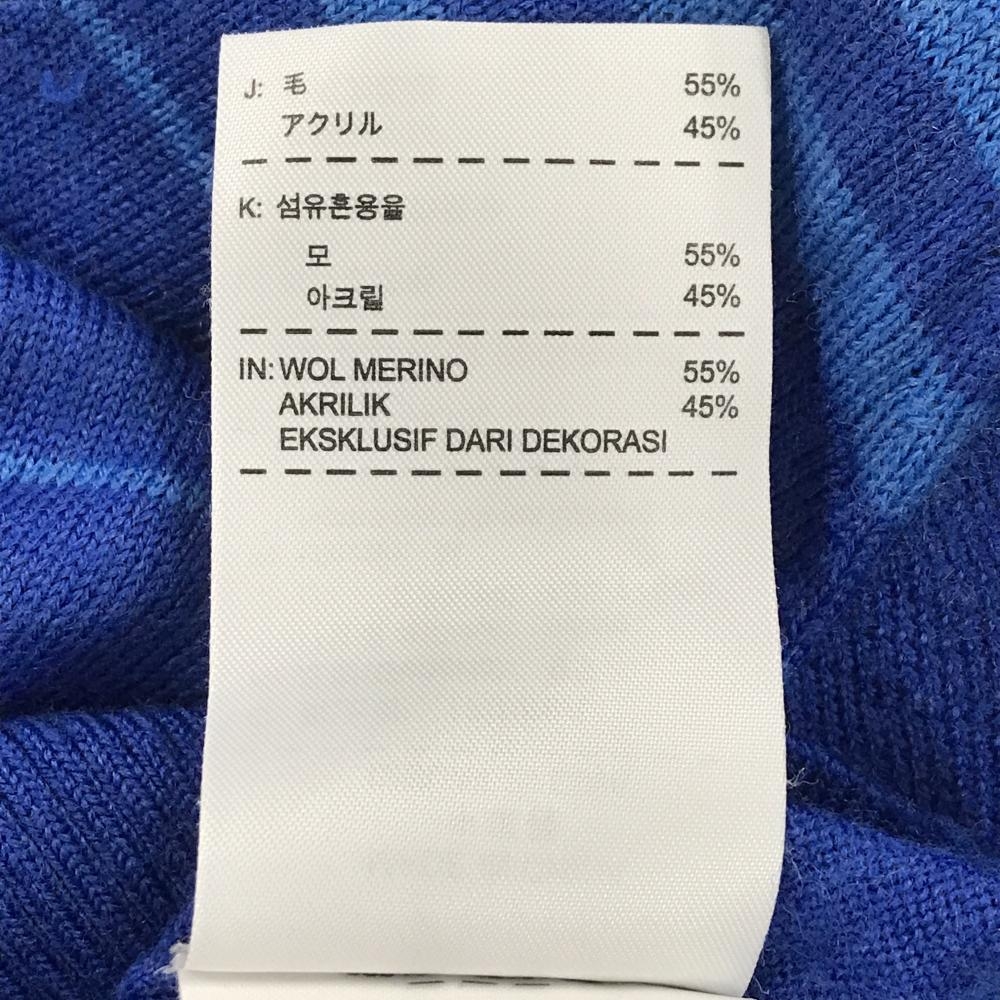 J: 毛 55%
アクリル 45%
K: 섬유혼용율
모 55%
아크릴 45%
IN: WOL MERINO 55%
AKRILIK 45%
EKSKLUSIF DARI DEKORASI